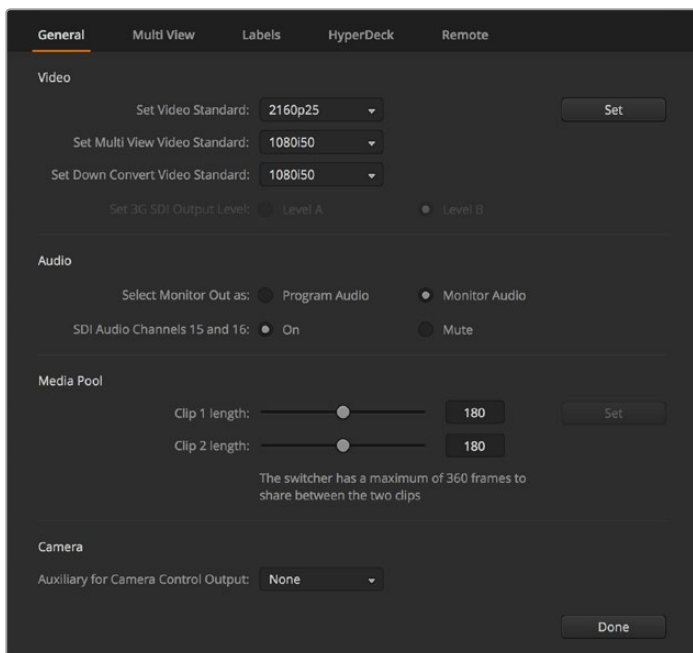 General Multi View Labels HyperDeck Remote
Video
Set Video Standard: 2160p25 Set
Set Multi View Video Standard: 1080i50
Set Down Convert Video Standard: 1080i50
Set 3G SDI Output Level: Level A Level B
Audio
Select Monitor Out as: Program Audio Monitor Audio
SDI Audio Channels 15 and 16: On Mute
Media Pool
Clip 1 length: 180 Set
Clip 2 length: 180
The switcher has a maximum of 360 frames to
share between the two clips
Camera
Auxiliary for Camera Control Output: None
Done